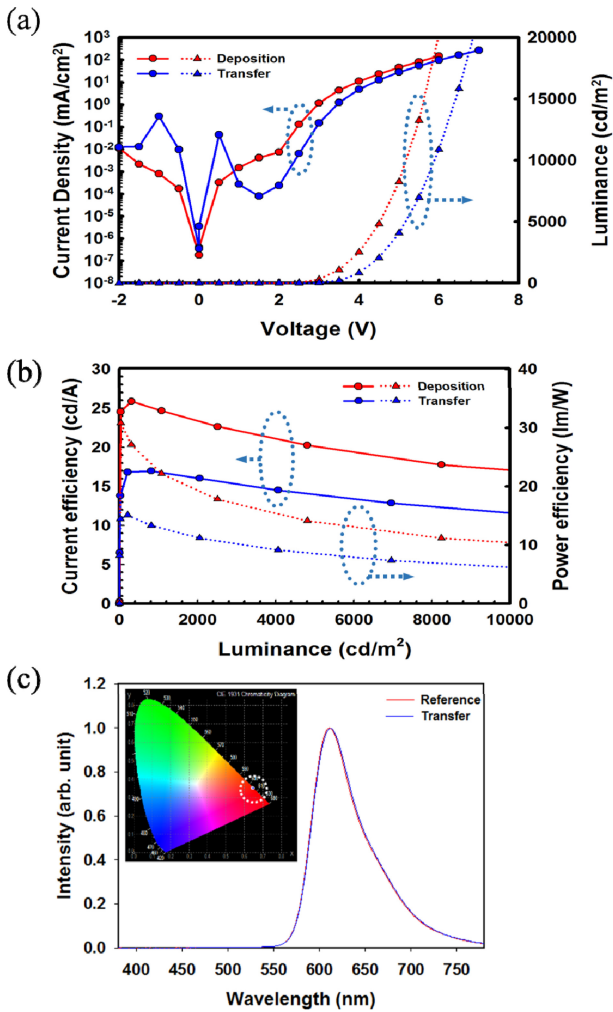 (a)
10³
10²
10¹
10⁰
10⁻¹
10⁻²
10⁻³
10⁻⁴
10⁻⁵
10⁻⁶
10⁻⁷
10⁻⁸
Current Density (mA/cm²)
Deposition
Transfer
20000
15000
10000
5000
0
Luminance (cd/m²)
-2 0 2 4 6 8
Voltage (V)
(b)
30
25
20
15
10
5
0
Current efficiency (cd/A)
Deposition
Transfer
40
30
20
10
0
Power efficiency (lm/W)
0 2000 4000 6000 8000 10000
Luminance (cd/m²)
(c)
1.2
1.0
0.8
0.6
0.4
0.2
0.0
Intensity (arb. unit)
CIE 1931 Chromaticity Diagram
Reference
Transfer
400 450 500 550 600 650 700 750
Wavelength (nm)